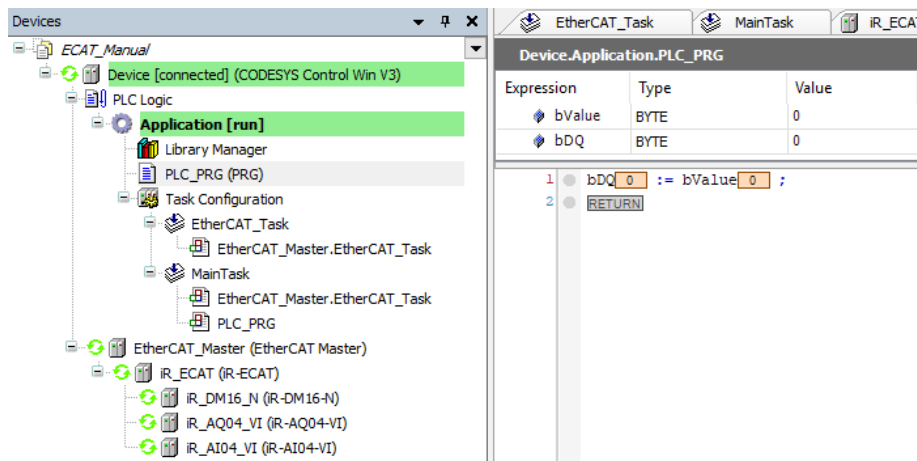 Devices
ECAT_Manual
Device [connected] (CODESYS Control Win V3)
PLC Logic
Application [run]
Library Manager
PLC_PRG (PRG)
Task Configuration
EtherCAT_Task
EtherCAT_Master.EtherCAT_Task
MainTask
EtherCAT_Master.EtherCAT_Task
PLC_PRG
EtherCAT_Master (EtherCAT Master)
iR_ECAT (iR-ECAT)
iR_DM16_N (iR-DM16-N)
iR_AQ04_VI (iR-AQ04-VI)
iR_AI04_VI (iR-AI04-VI)
EtherCAT_Task MainTask iR_ECA
Device.Application.PLC_PRG
Expression Type Value
bValue BYTE 0
bDQ BYTE 0
1 bDQ 0 := bValue 0 ;
2 RETURN